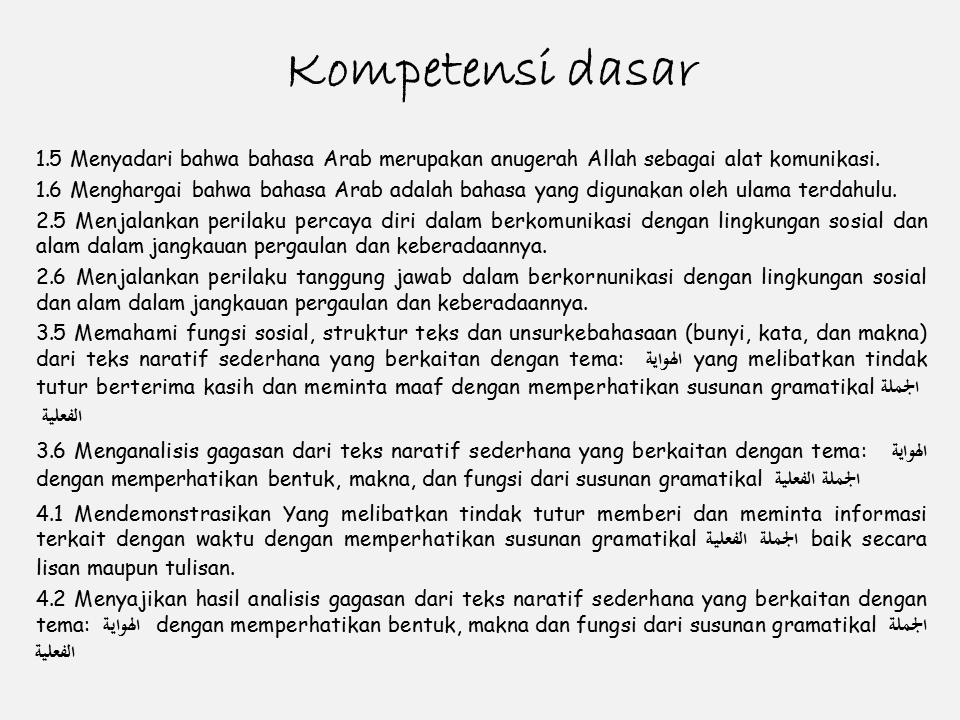 Kompetensi dasar
1.5 Menyadari bahwa bahasa Arab merupakan anugerah Allah sebagai alat komunikasi.
1.6 Menghargai bahwa bahasa Arab adalah bahasa yang digunakan oleh ulama terdahulu.
2.5 Menjalankan perilaku percaya diri dalam berkomunikasi dengan lingkungan sosial dan
alam dalam jangkauan pergaulan dan keberadaannya.
2.6 Menjalankan perilaku tanggung jawab dalam berkornunikasi dengan lingkungan sosial
dan alam dalam jangkauan pergaulan dan keberadaannya.
3.5 Memahami fungsi sosial, struktur teks dan unsurkebahasaan (bunyi, kata, dan makna)
dari teks naratif sederhana yang berkaitan dengan tema: الهواية yang melibatkan tindak
tutur berterima kasih dan meminta maaf dengan memperhatikan susunan gramatikal الجملة
الفعلية
3.6 Menganalisis gagasan dari teks naratif sederhana yang berkaitan dengan tema: الهواية
dengan memperhatikan bentuk, makna, dan fungsi dari susunan gramatikal الجملة الفعلية
4.1 Mendemonstrasikan Yang melibatkan tindak tutur memberi dan meminta informasi
terkait dengan waktu dengan memperhatikan susunan gramatikal الجملة الفعلية baik secara
lisan maupun tulisan.
4.2 Menyajikan hasil analisis gagasan dari teks naratif sederhana yang berkaitan dengan
tema: الهواية dengan memperhatikan bentuk, makna dan fungsi dari susunan gramatikal الجملة
الفعلية